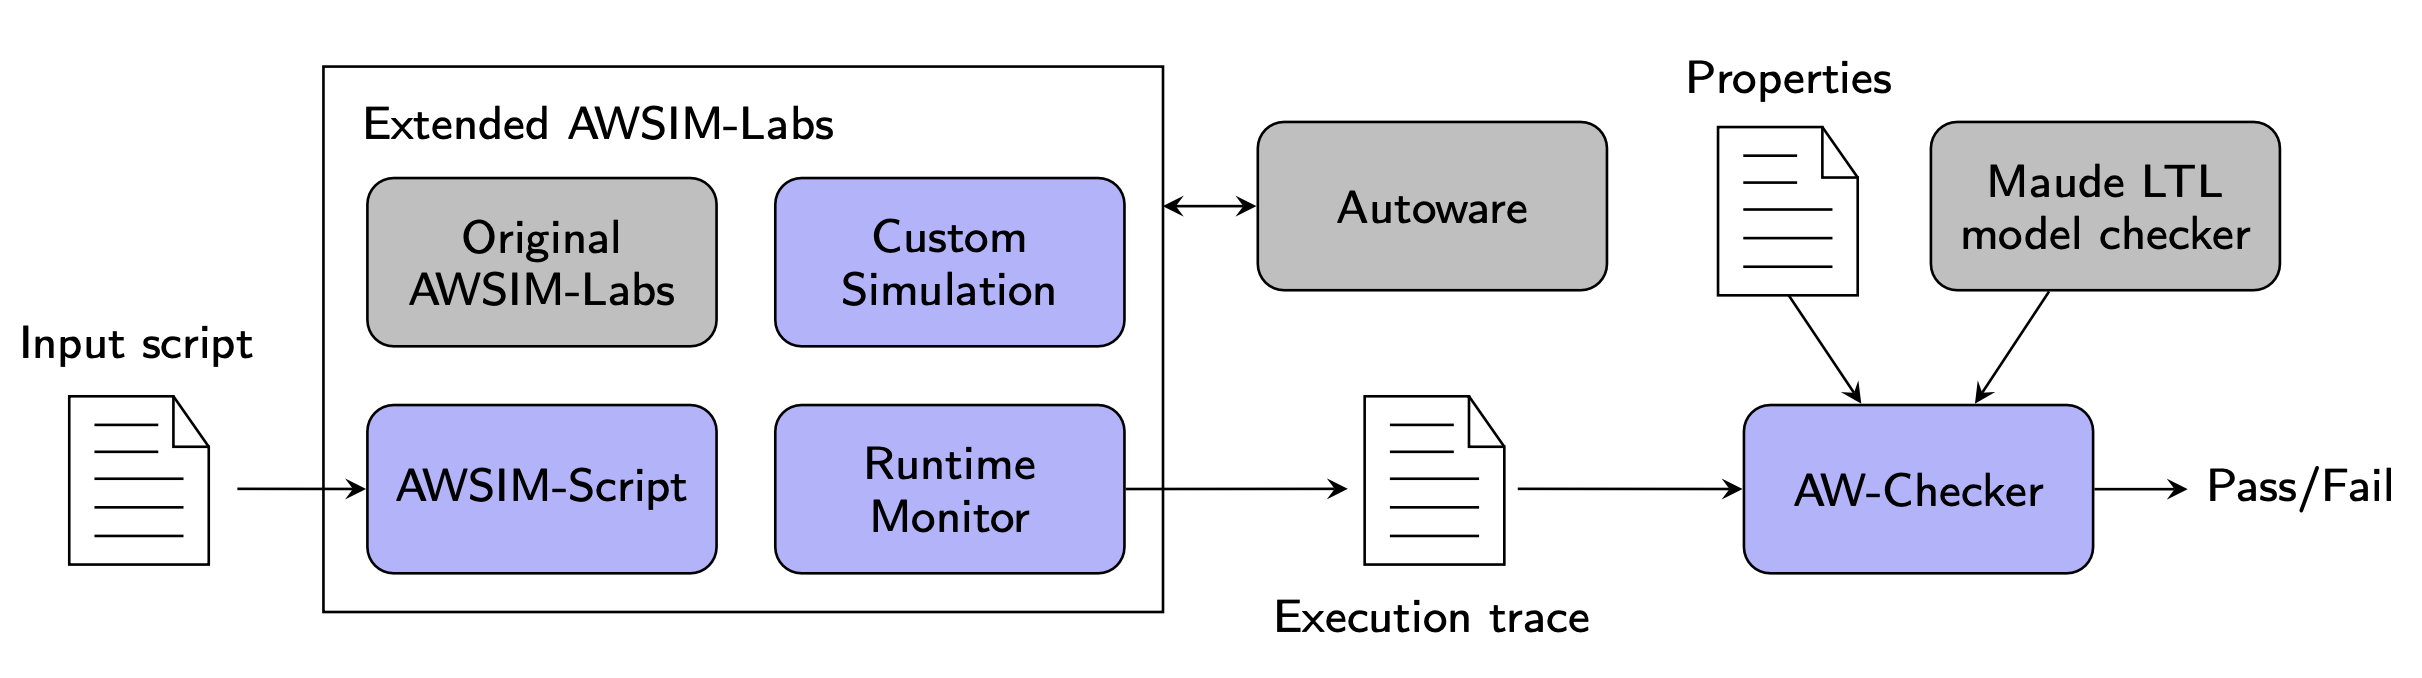 Extended AWSIM-Labs
Original
AWSIM-Labs
Custom
Simulation
Input script
AWSIM-Script
Runtime
Monitor
Autoware
Execution trace
Properties
Maude LTL
model checker
AW-Checker
Pass/Fail